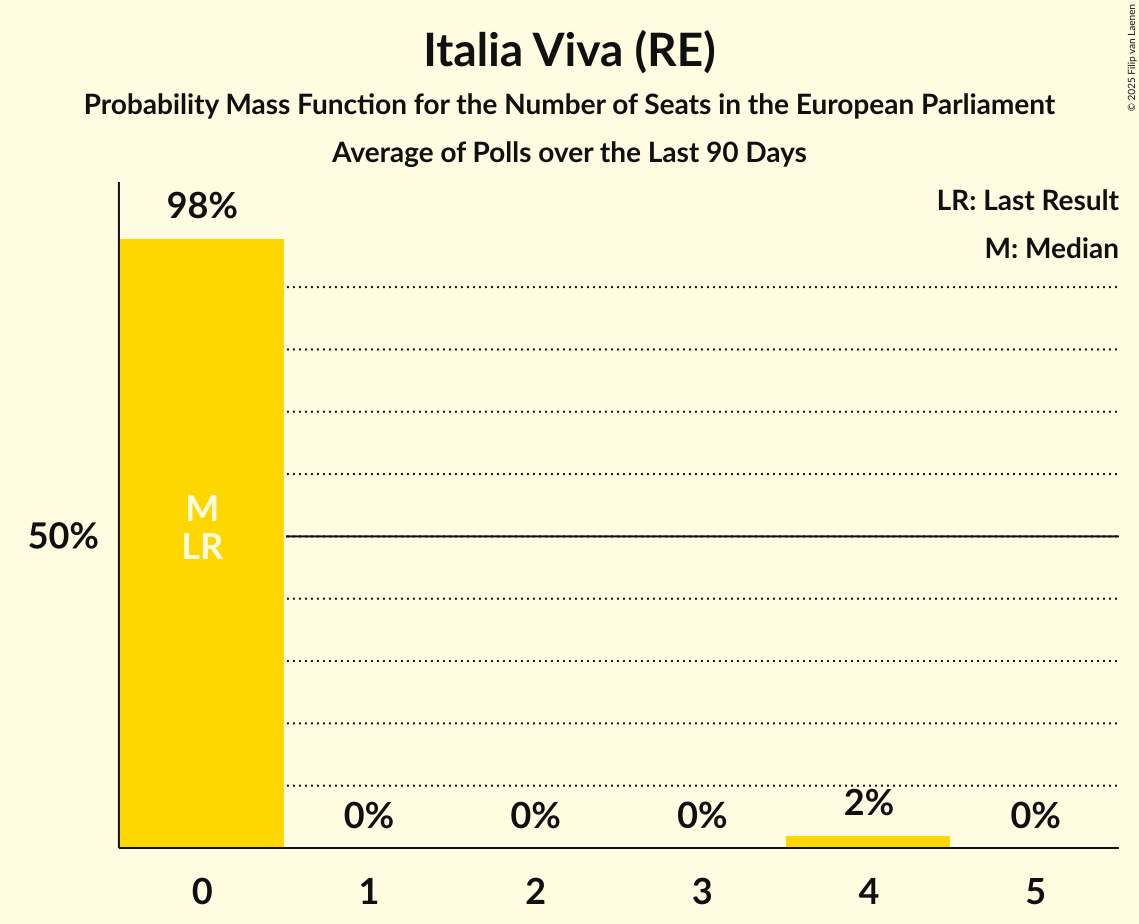 Italia Viva (RE)
Probability Mass Function for the Number of Seats in the European Parliament
Average of Polls over the Last 90 Days
© 2025 Filip van Laenen
LR: Last Result
M: Median
98%
M
LR
50%
0%
0%
0%
2%
0%
0
1
2
3
4
5